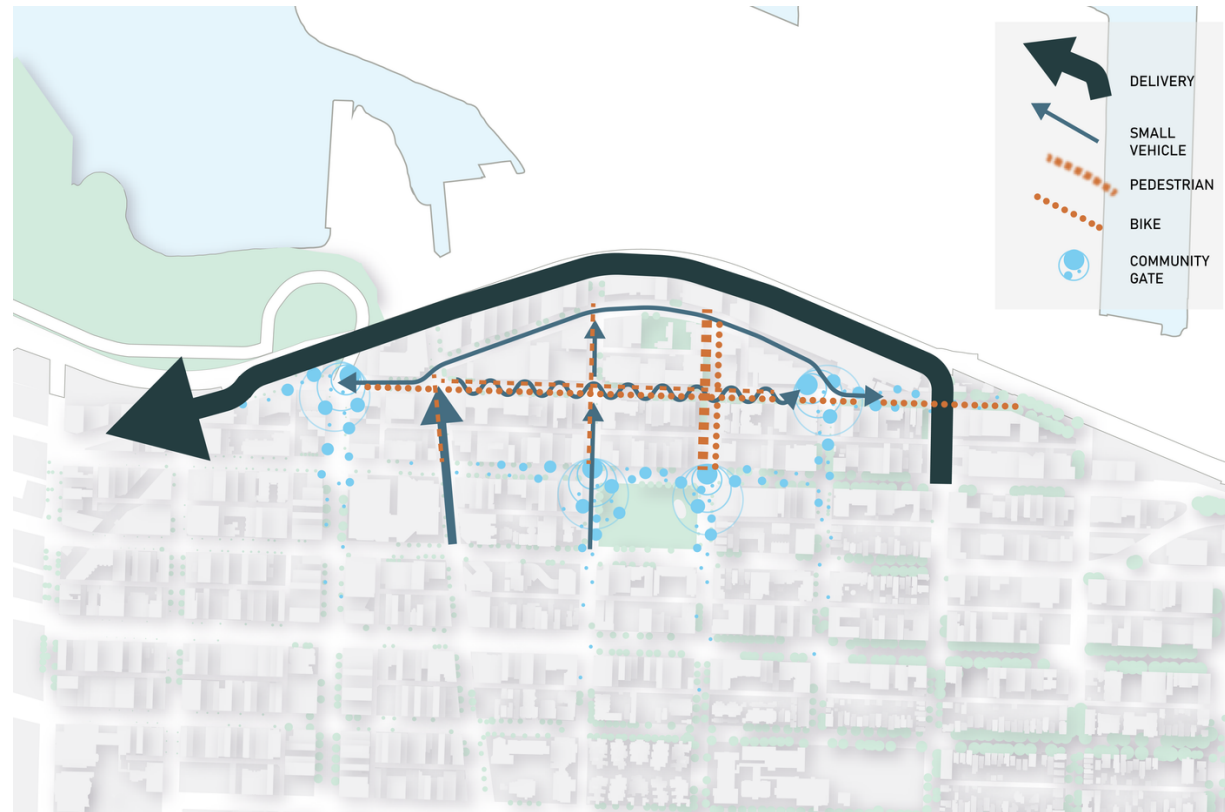 DELIVERY
SMALL
VEHICLE
PEDESTRIAN
BIKE
COMMUNITY
GATE